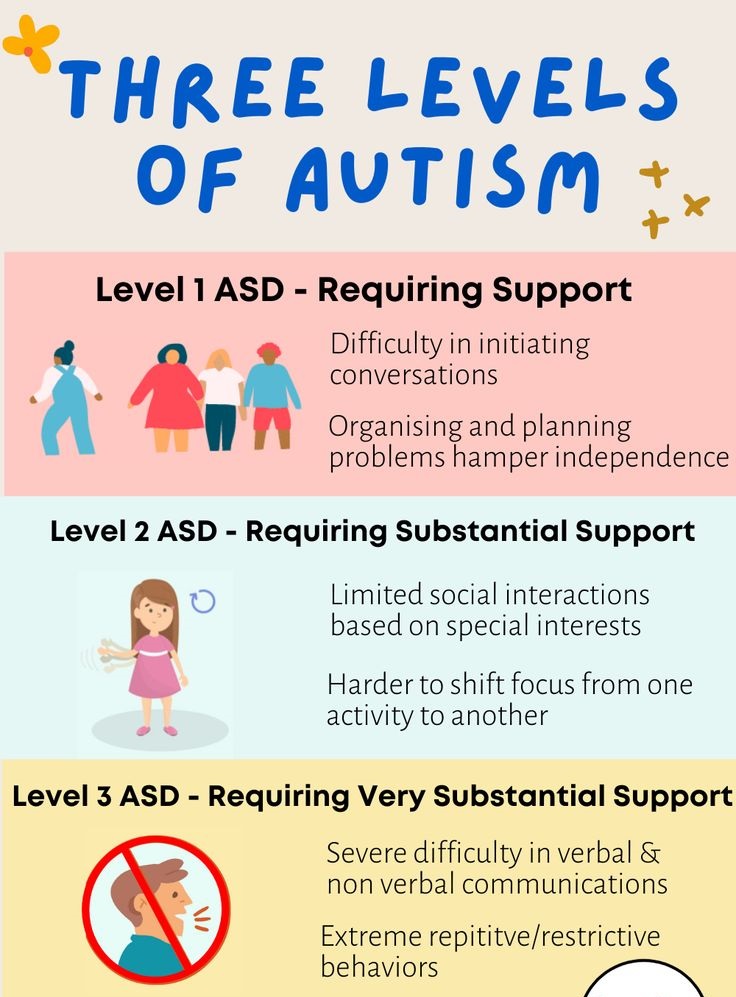 THREE LEVELS
OF AUTISM
Level 1 ASD - Requiring Support
Difficulty in initiating
conversations
Organising and planning
problems hamper independence
Level 2 ASD - Requiring Substantial Support
Limited social interactions
based on special interests
Harder to shift focus from one
activity to another
Level 3 ASD - Requiring Very Substantial Support
Severe difficulty in verbal &
non verbal communications
Extreme repititve/restrictive
behaviors